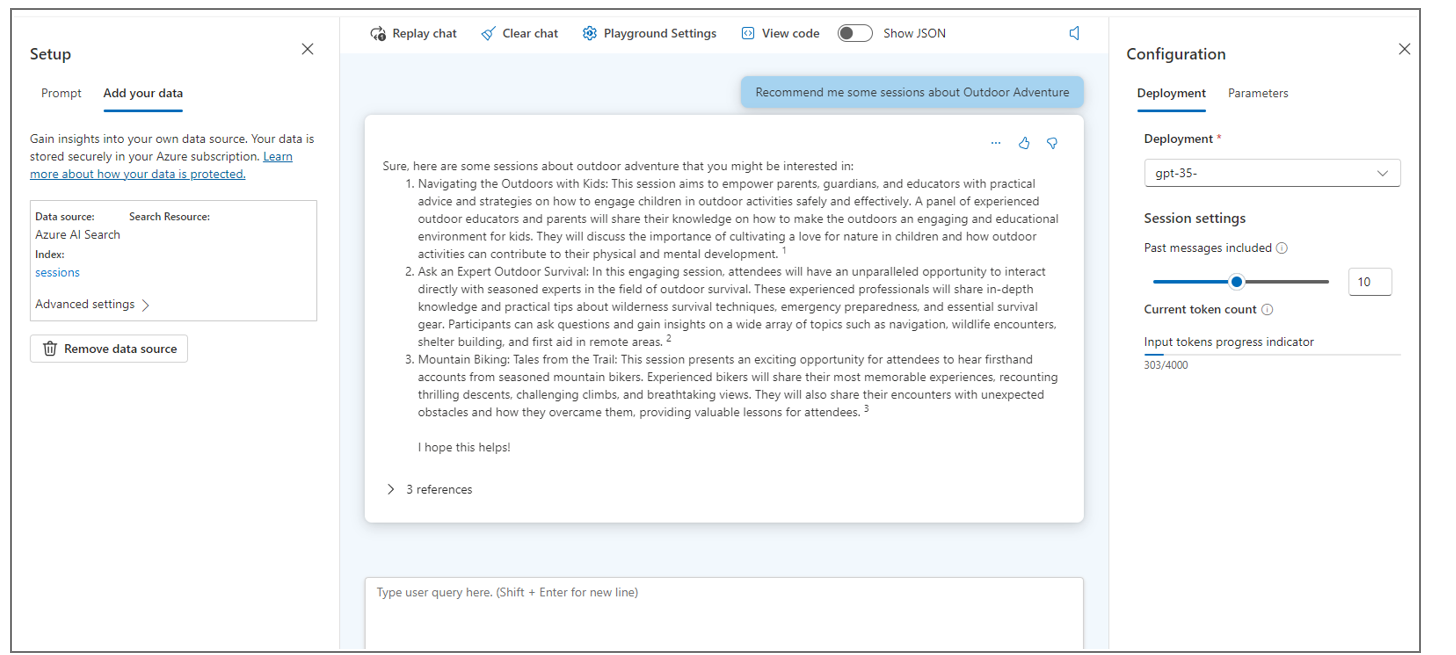 Setup
Prompt
Add your data
Gain insights into your own data source. Your data is
stored securely in your Azure subscription. Learn
more about how your data is protected.
Data source:
Search Resource:
Azure AI Search
Index:
sessions
Advanced settings
Remove data source
Replay chat
Clear chat
Playground Settings
View code
Show JSON
Recommend me some sessions about Outdoor Adventure
Sure, here are some sessions about outdoor adventure that you might be interested in:
1. Navigating the Outdoors with Kids: This session aims to empower parents, guardians, and educators with practical
advice and strategies on how to engage children in outdoor activities safely and effectively. A panel of experienced
outdoor educators and parents will share their knowledge on how to make the outdoors an engaging and educational
environment for kids. They will discuss the importance of cultivating a love for nature in children and how outdoor
activities can contribute to their physical and mental development. 1
2. Ask an Expert Outdoor Survival: In this engaging session, attendees will have an unparalleled opportunity to interact
directly with seasoned experts in the field of outdoor survival. These experienced professionals will share in-depth
knowledge and practical tips about wilderness survival techniques, emergency preparedness, and essential survival
gear. Participants can ask questions and gain insights on a wide array of topics such as navigation, wildlife encounters,
shelter building, and first aid in remote areas. 2
3. Mountain Biking: Tales from the Trail: This session presents an exciting opportunity for attendees to hear firsthand
accounts from seasoned mountain bikers. Experienced bikers will share their most memorable experiences, recounting
thrilling descents, challenging climbs, and breathtaking views. They will also share their encounters with unexpected
obstacles and how they overcame them, providing valuable lessons for attendees. 3
I hope this helps!
3 references
Type user query here. (Shift + Enter for new line)
Configuration
Deployment
Parameters
Deployment *
gpt-35-
Session settings
Past messages included
10
Current token count
Input tokens progress indicator
303/4000